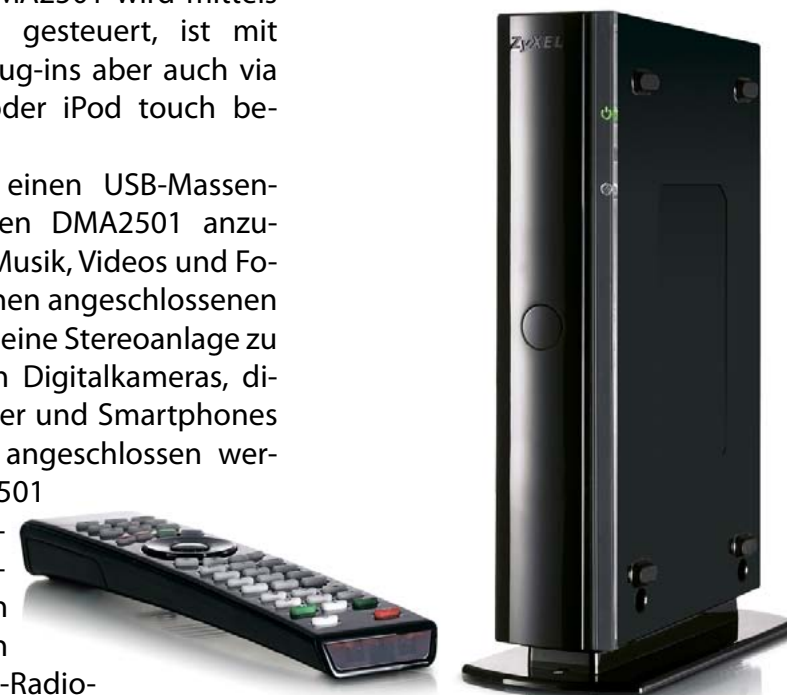 gesteuert, ist mit
ug-ins aber auch via
oder iPod touch be-
einen USB-Massen-
en DMA2501 anzu-
Musik, Videos und Fo-
nen angeschlossenen
eine Stereoanlage zu
n Digitalkameras, di-
er und Smartphones
angeschlossen wer-
501
-
-
n
n
-Radio-
ZyXEL